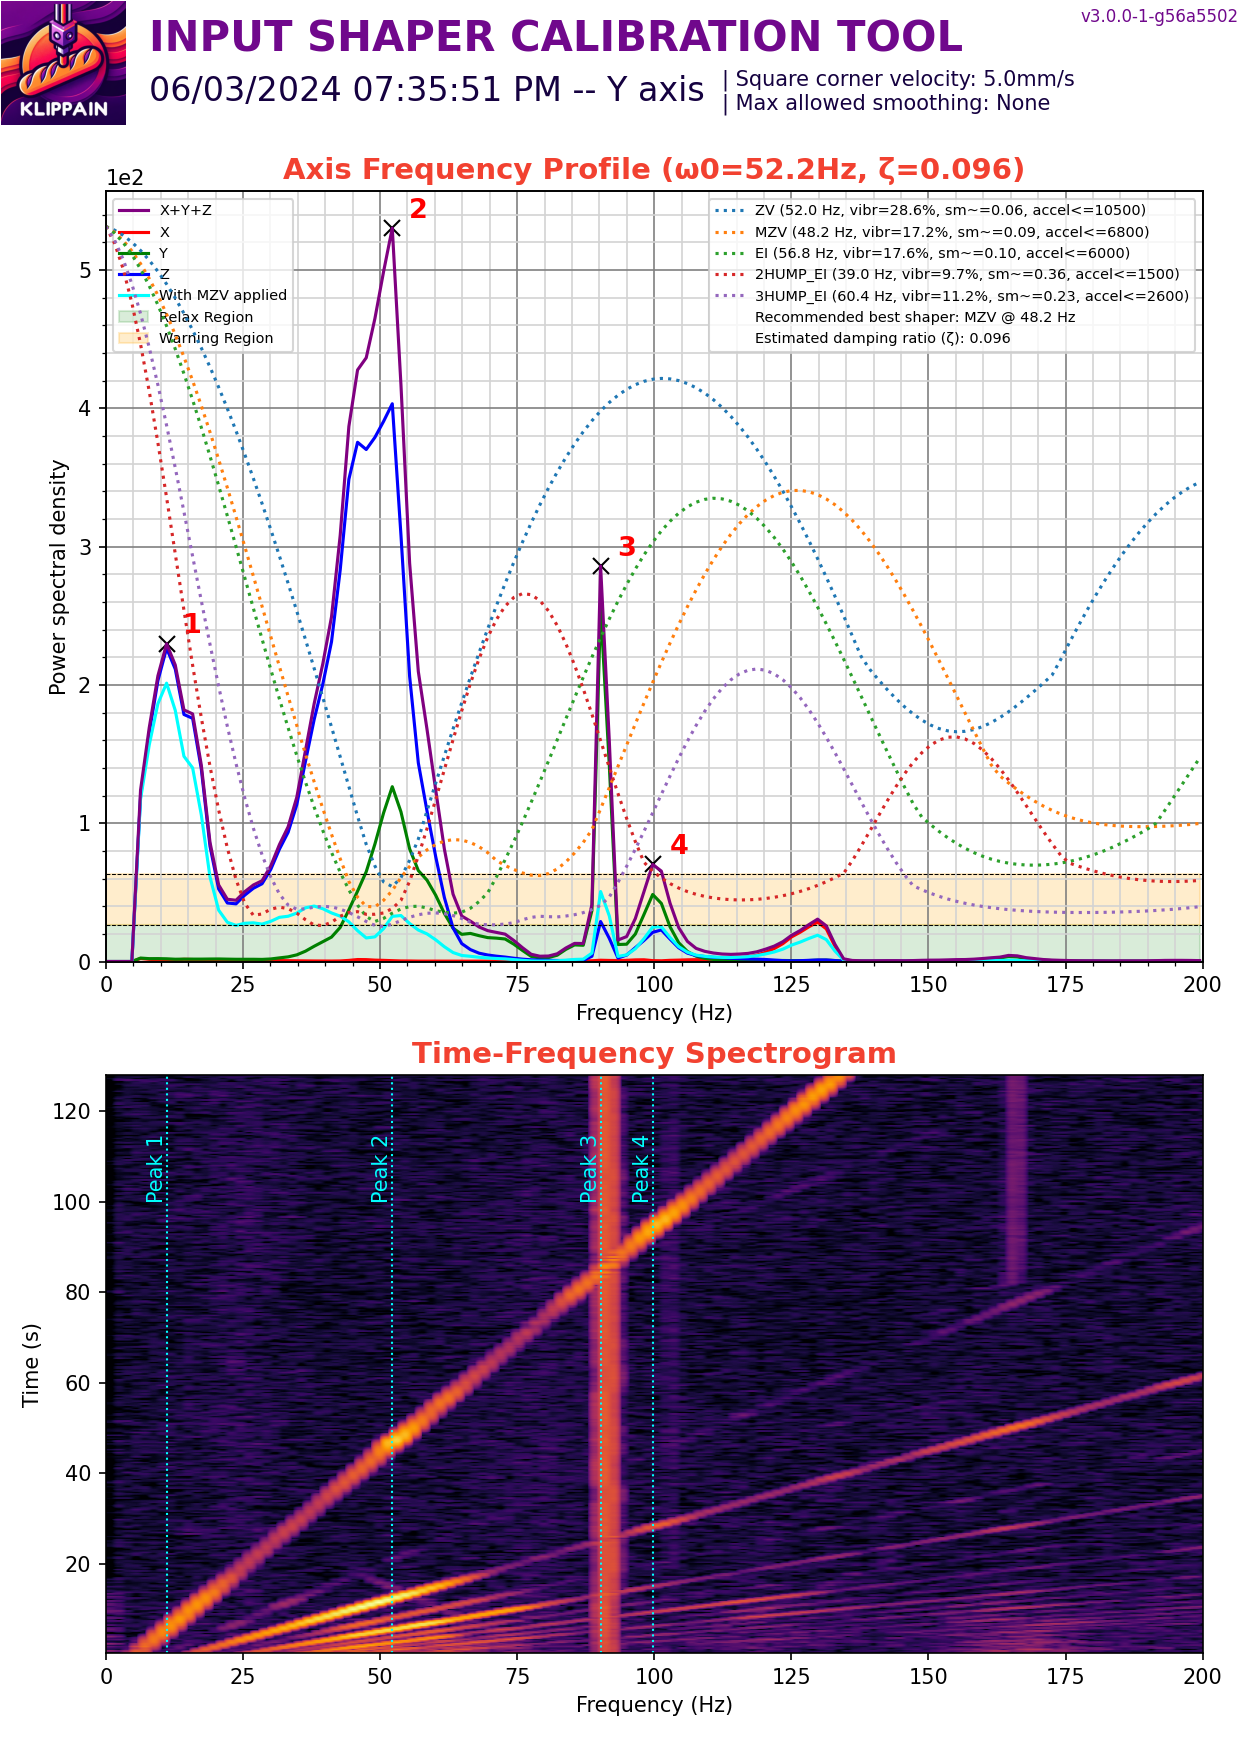 v3.0.0-1-g56a5502
INPUT SHAPER CALIBRATION TOOL
06/03/2024 07:35:51 PM -- Y axis
| Square corner velocity: 5.0mm/s
| Max allowed smoothing: None
KLIPPAIN
Axis Frequency Profile (ω0=52.2Hz, ζ=0.096)
1e2
X+Y+Z
X
Y
Z
With MZV applied
Relax Region
Warning Region
ZV (52.0 Hz, vibr=28.6%, sm~=0.06, accel<=10500)
MZV (48.2 Hz, vibr=17.2%, sm~=0.09, accel<=6800)
EI (56.8 Hz, vibr=17.6%, sm~=0.10, accel<=6000)
2HUMP_EI (39.0 Hz, vibr=9.7%, sm~=0.36, accel<=1500)
3HUMP_EI (60.4 Hz, vibr=11.2%, sm~=0.23, accel<=2600)
Recommended best shaper: MZV @ 48.2 Hz
Estimated damping ratio (ζ): 0.096
2
3
1
4
Power spectral density
5
4
3
2
1
0
0 25 50 75 100 125 150 175 200
Frequency (Hz)
Time-Frequency Spectrogram
Peak 1
Peak 2
Peak 3
Peak 4
Time (s)
120
100
80
60
40
20
0 25 50 75 100 125 150 175 200
Frequency (Hz)